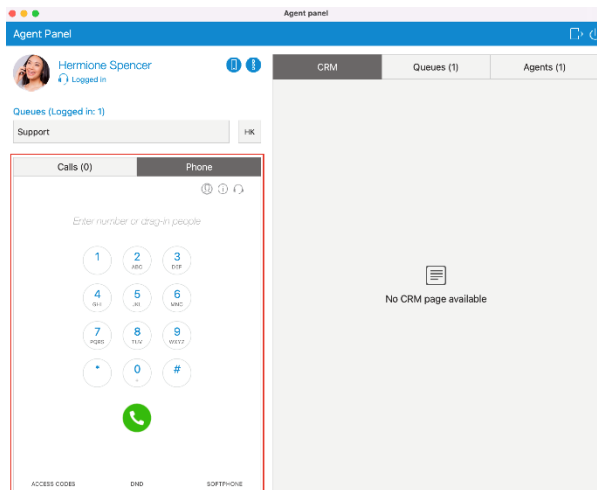 Agent panel
Agent Panel
Hermione Spencer
Logged in
Queues (Logged in: 1)
Support
HK
Calls (0)
Phone
Enter number or drag-in people
1
2
ABC
3
DEF
4
GHI
5
JKL
6
MNO
7
PQRS
8
TUV
9
WXYZ
*
0
#
ACCESS CODES
DND
SOFTPHONE
CRM
Queues (1)
Agents (1)
No CRM page available